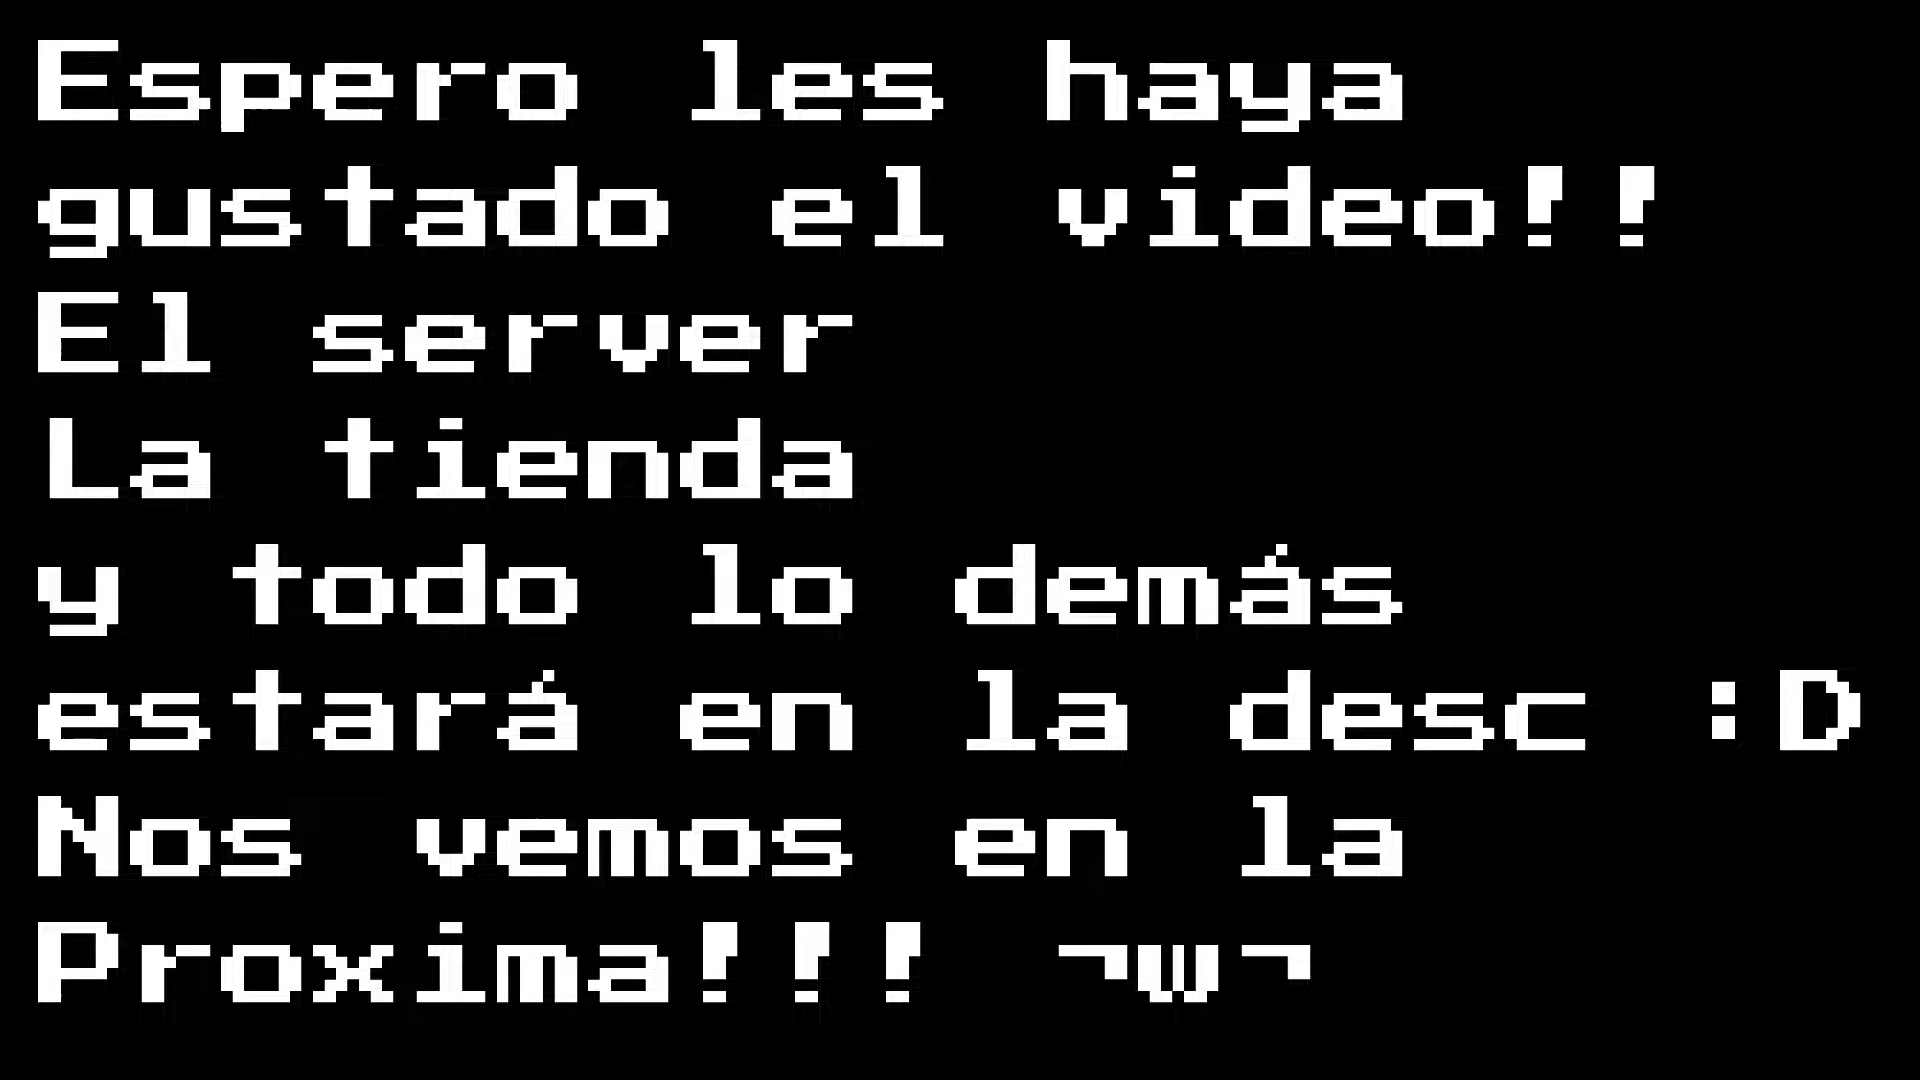 Espero les haya
gustado el video!!
El server
La tienda
y todo lo demás
estará en la desc :D
Nos vemos en la
Proxima!!! ¬w¬